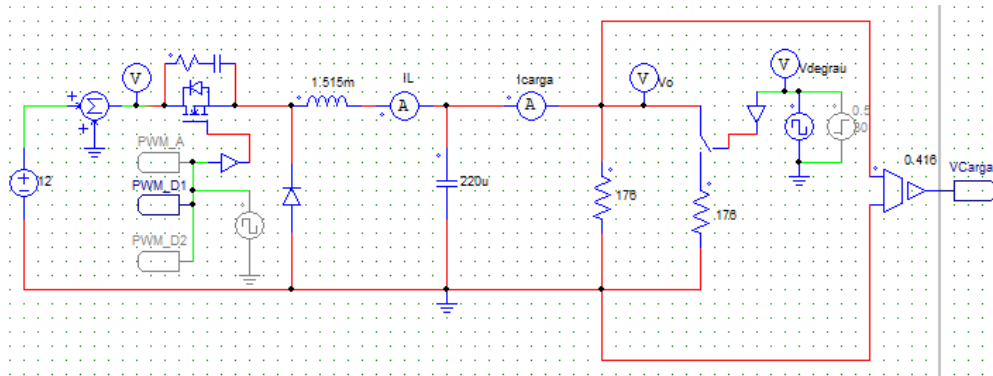 V
1.515m
IL
A
Icarga
A
V
Vo
V
Vdegrau
Σ
PWM_A
PWM_D1
PWM_D2
12
220u
176
176
0.5
80
0.416
VCarga